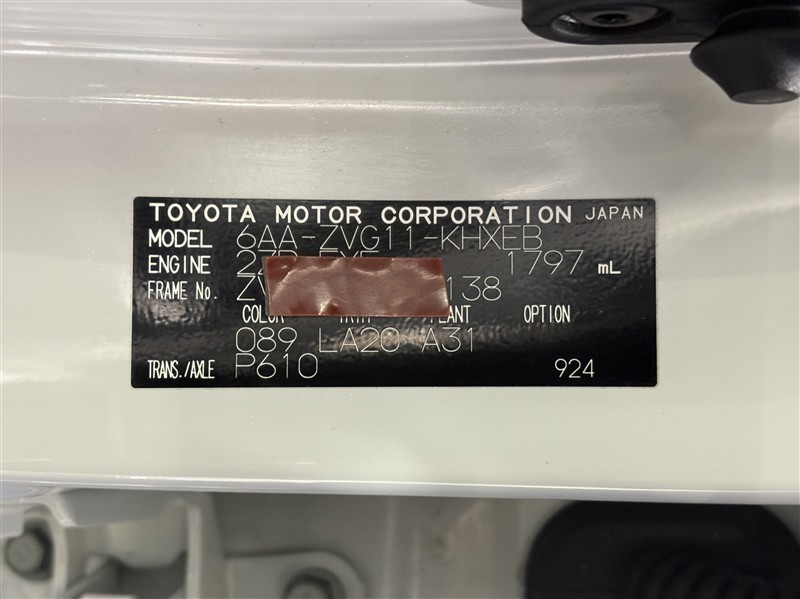 TOYOTA MOTOR CORPORATION JAPAN
MODEL 6AA-ZVG11-KHXEB
ENGINE 1797 mL
FRAME No. ZV 138
COLOR OPTION
089 LA20 A31
TRANS./AXLE P610 924